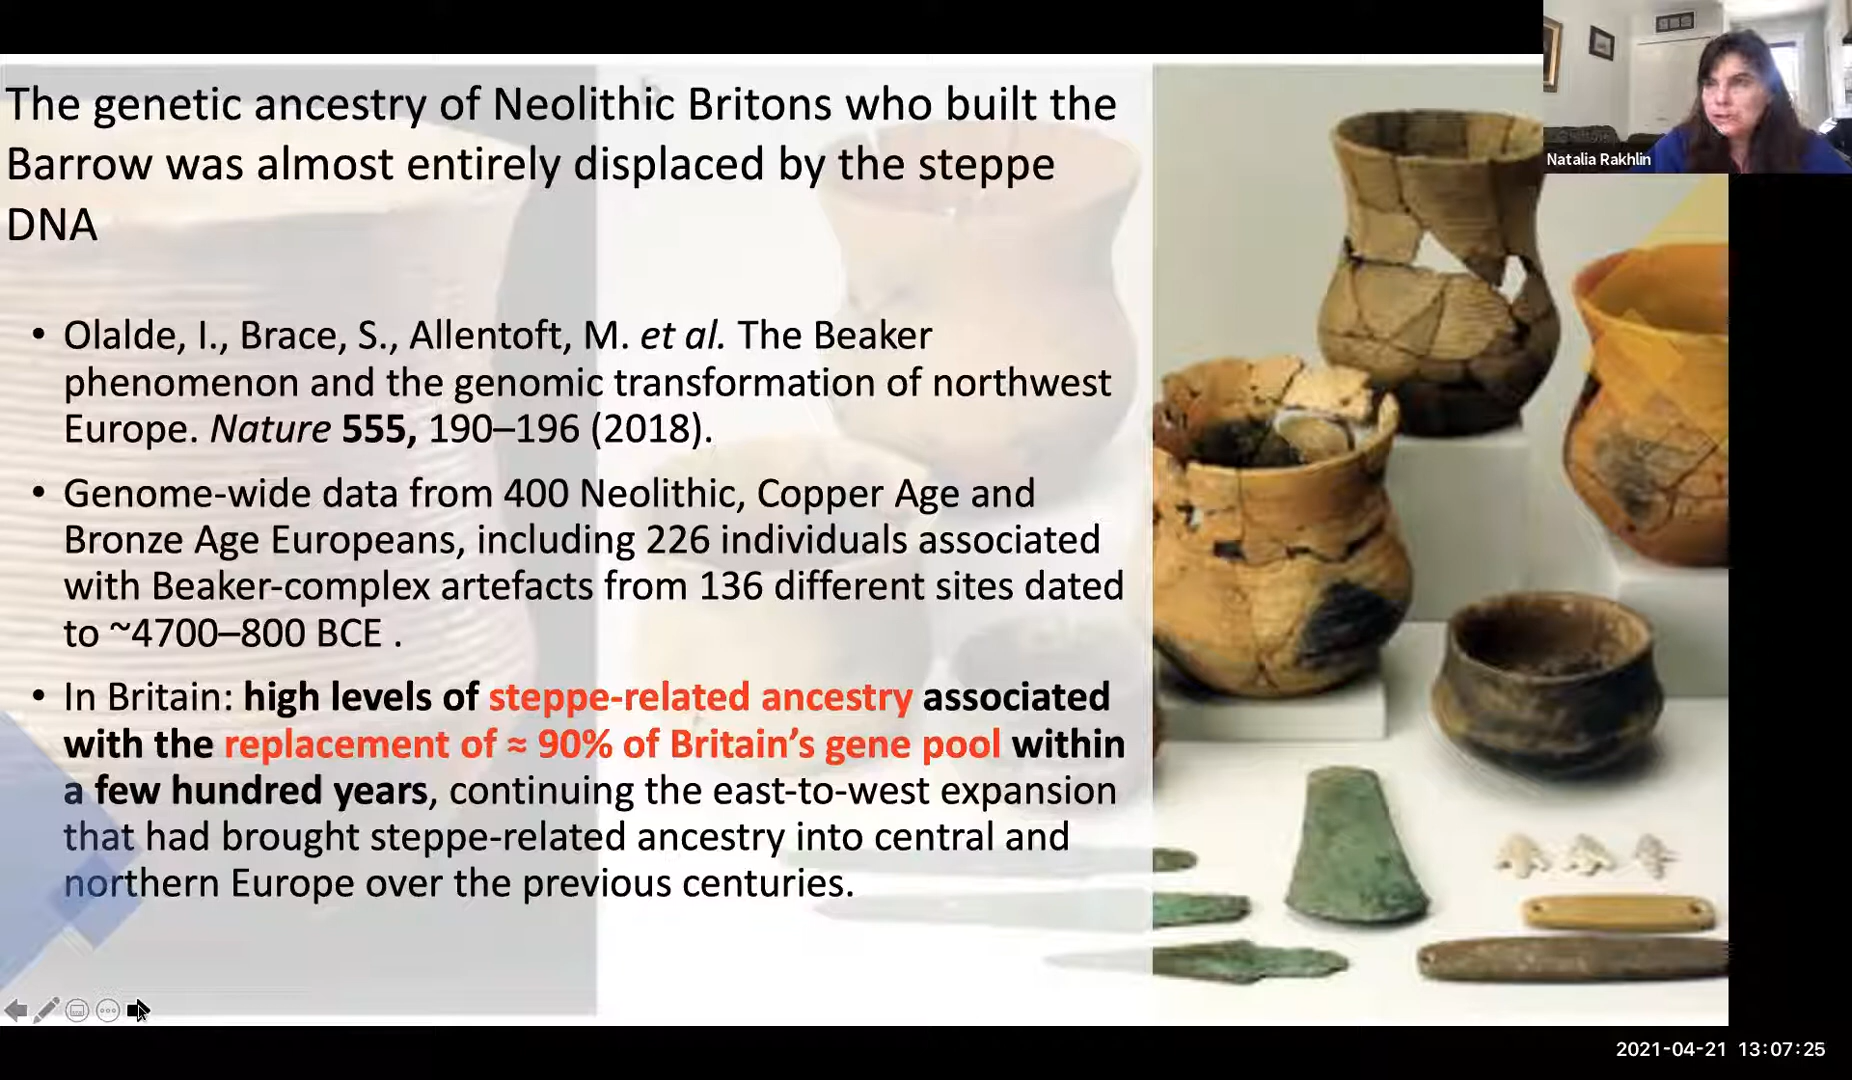 The genetic ancestry of Neolithic Britons who built the
Barrow was almost entirely displaced by the steppe
DNA
• Olalde, I., Brace, S., Allentoft, M. et al. The Beaker
phenomenon and the genomic transformation of northwest
Europe. Nature 555, 190–196 (2018).
• Genome-wide data from 400 Neolithic, Copper Age and
Bronze Age Europeans, including 226 individuals associated
with Beaker-complex artefacts from 136 different sites dated
to ~4700–800 BCE .
• In Britain: high levels of steppe-related ancestry associated
with the replacement of ≈ 90% of Britain’s gene pool within
a few hundred years, continuing the east-to-west expansion
that had brought steppe-related ancestry into central and
northern Europe over the previous centuries.
Natalia Rakhlin
2021-04-21 13:07:25